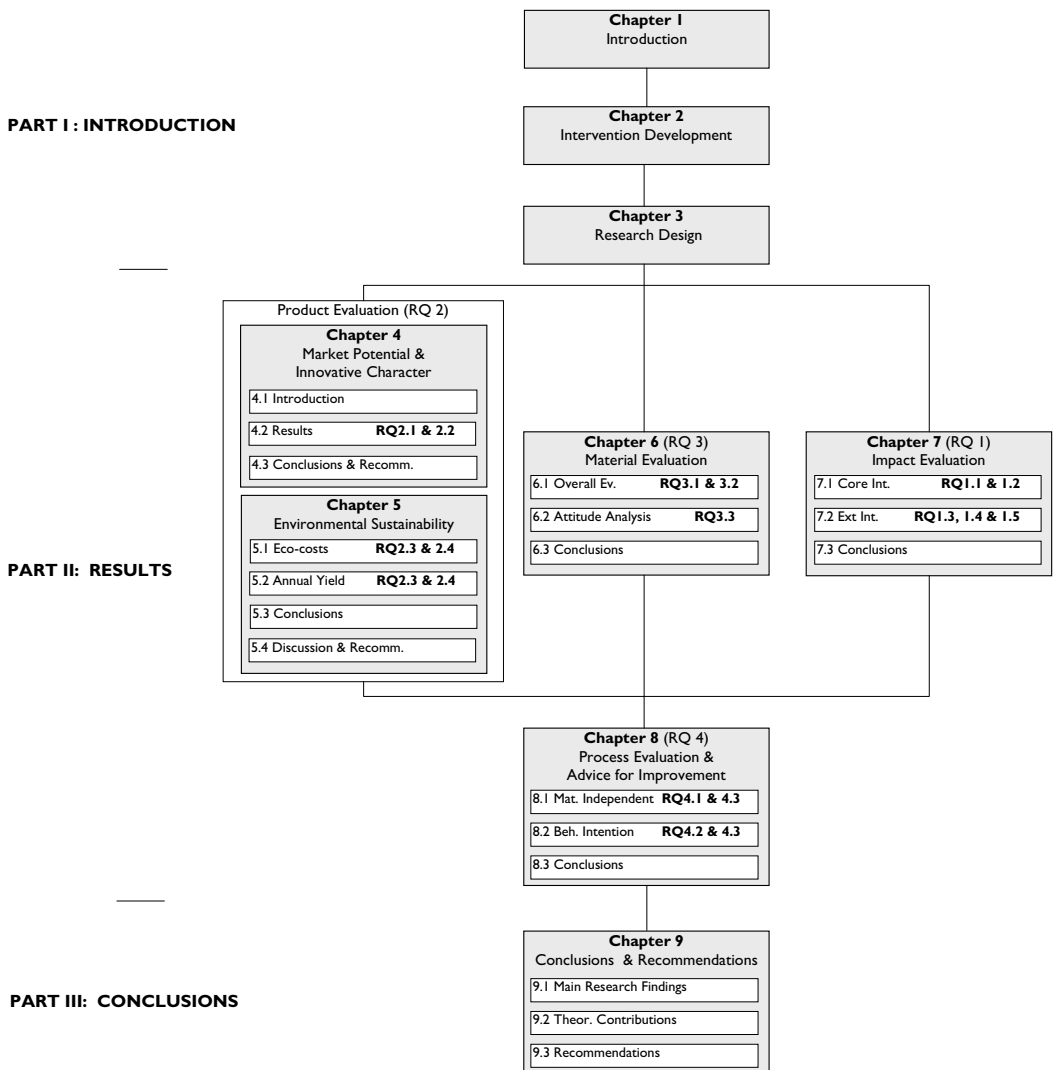 Chapter 1
Introduction
PART I : INTRODUCTION
Chapter 2
Intervention Development
Chapter 3
Research Design
Product Evaluation (RQ 2)
Chapter 4
Market Potential &
Innovative Character
4.1 Introduction
4.2 Results RQ2.1 & 2.2
4.3 Conclusions & Recomm.
Chapter 5
Environmental Sustainability
5.1 Eco-costs RQ2.3 & 2.4
5.2 Annual Yield RQ2.3 & 2.4
5.3 Conclusions
5.4 Discussion & Recomm.
Chapter 6 (RQ 3)
Material Evaluation
6.1 Overall Ev. RQ3.1 & 3.2
6.2 Attitude Analysis RQ3.3
6.3 Conclusions
Chapter 7 (RQ 1)
Impact Evaluation
7.1 Core Int. RQ1.1 & 1.2
7.2 Ext Int. RQ1.3, 1.4 & 1.5
7.3 Conclusions
PART II: RESULTS
Chapter 8 (RQ 4)
Process Evaluation &
Advice for Improvement
8.1 Mat. Independent RQ4.1 & 4.3
8.2 Beh. Intention RQ4.2 & 4.3
8.3 Conclusions
Chapter 9
Conclusions & Recommendations
9.1 Main Research Findings
9.2 Theor. Contributions
9.3 Recommendations
PART III: CONCLUSIONS